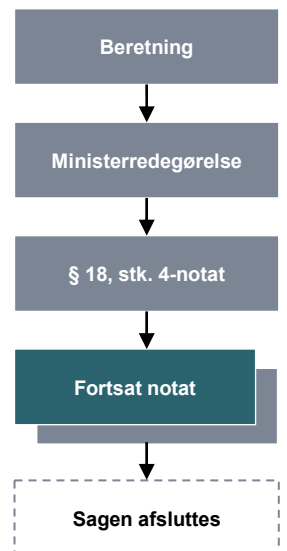 Beretning
Ministerredegørelse
§ 18, stk. 4-notat
Fortsat notat
Sagen afsluttes